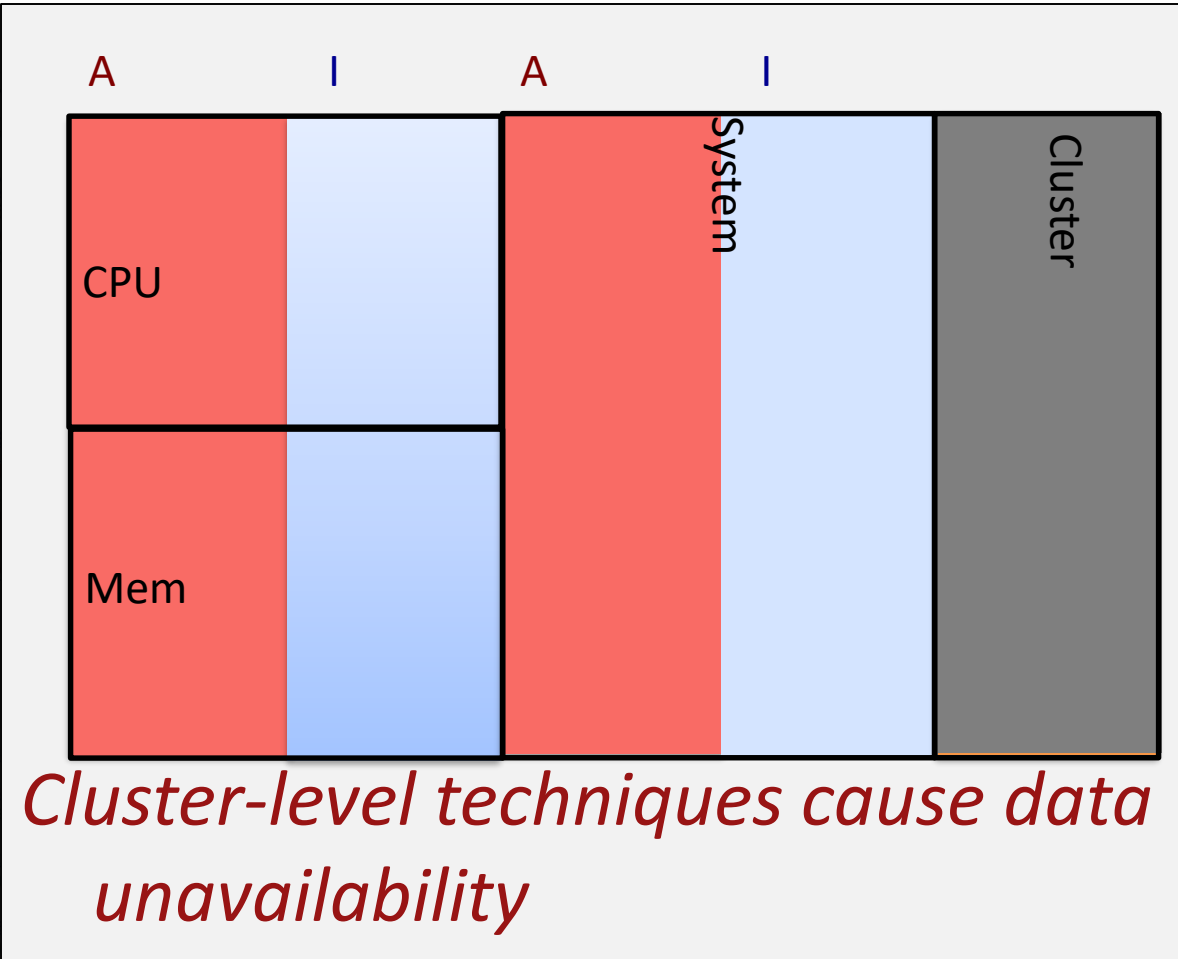 A I A I
System
Cluster
CPU
Mem
Cluster-level techniques cause data
unavailability